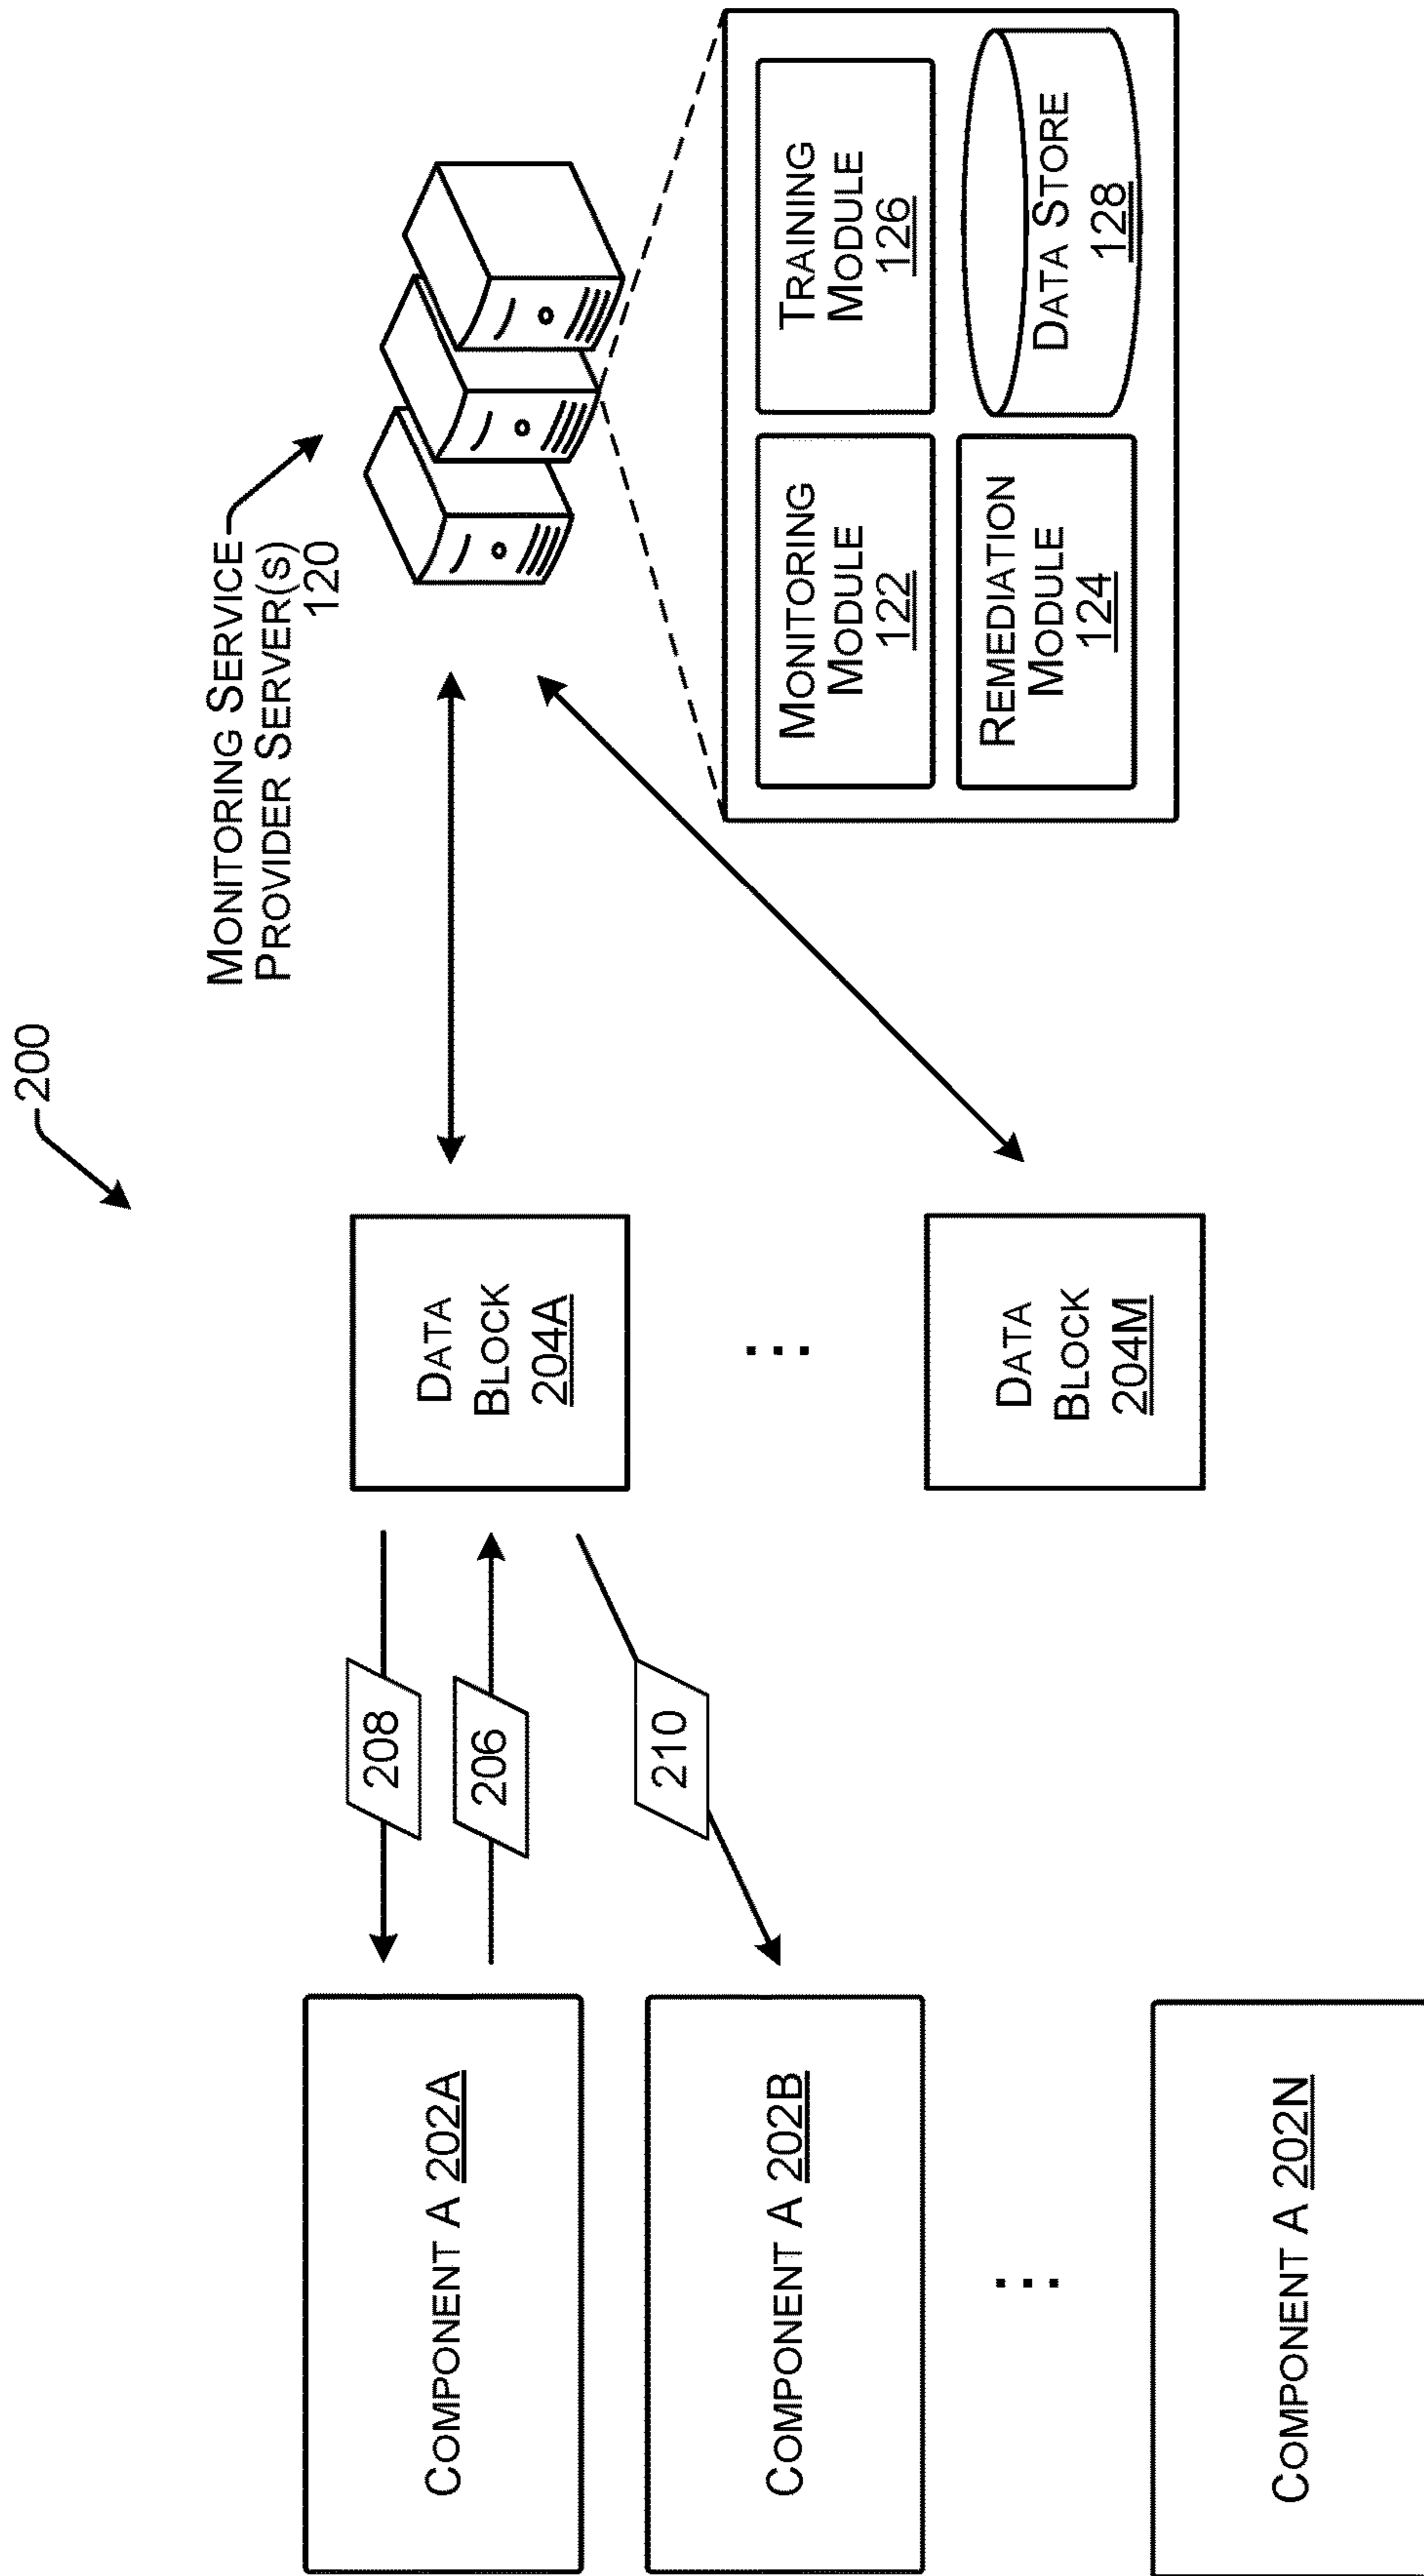 200
MONITORING SERVICE
PROVIDER SERVER(S)
120
COMPONENT A 202A
208
206
DATA
BLOCK
204A
COMPONENT A 202B
210
COMPONENT A 202N
DATA
BLOCK
204M
MONITORING
MODULE
122
TRAINING
MODULE
126
REMEDIATION
MODULE
124
DATA STORE
128